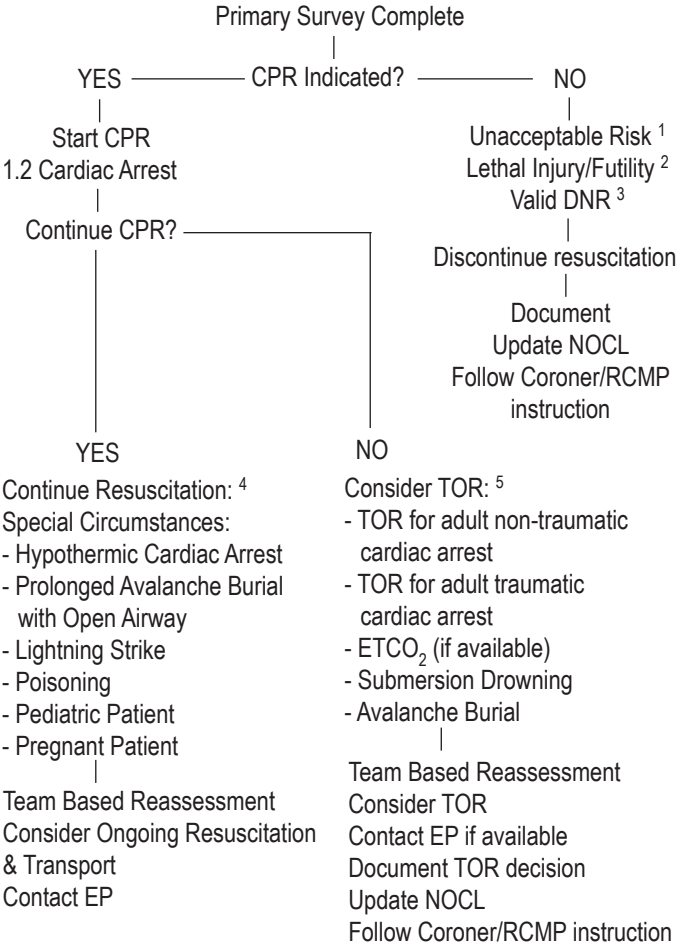 Primary Survey Complete
YES
CPR Indicated?
NO
Start CPR
1.2 Cardiac Arrest
Continue CPR?
Unacceptable Risk 1
Lethal Injury/Futility 2
Valid DNR 3
Discontinue resuscitation
Document
Update NOCL
Follow Coroner/RCMP
instruction
YES
Continue Resuscitation: 4
Special Circumstances:
- Hypothermic Cardiac Arrest
- Prolonged Avalanche Burial
with Open Airway
- Lightning Strike
- Poisoning
- Pediatric Patient
- Pregnant Patient
Team Based Reassessment
Consider Ongoing Resuscitation
& Transport
Contact EP
NO
Consider TOR: 5
- TOR for adult non-traumatic
cardiac arrest
- TOR for adult traumatic
cardiac arrest
- ETCO2 (if available)
- Submersion Drowning
- Avalanche Burial
Team Based Reassessment
Consider TOR
Contact EP if available
Document TOR decision
Update NOCL
Follow Coroner/RCMP instruction